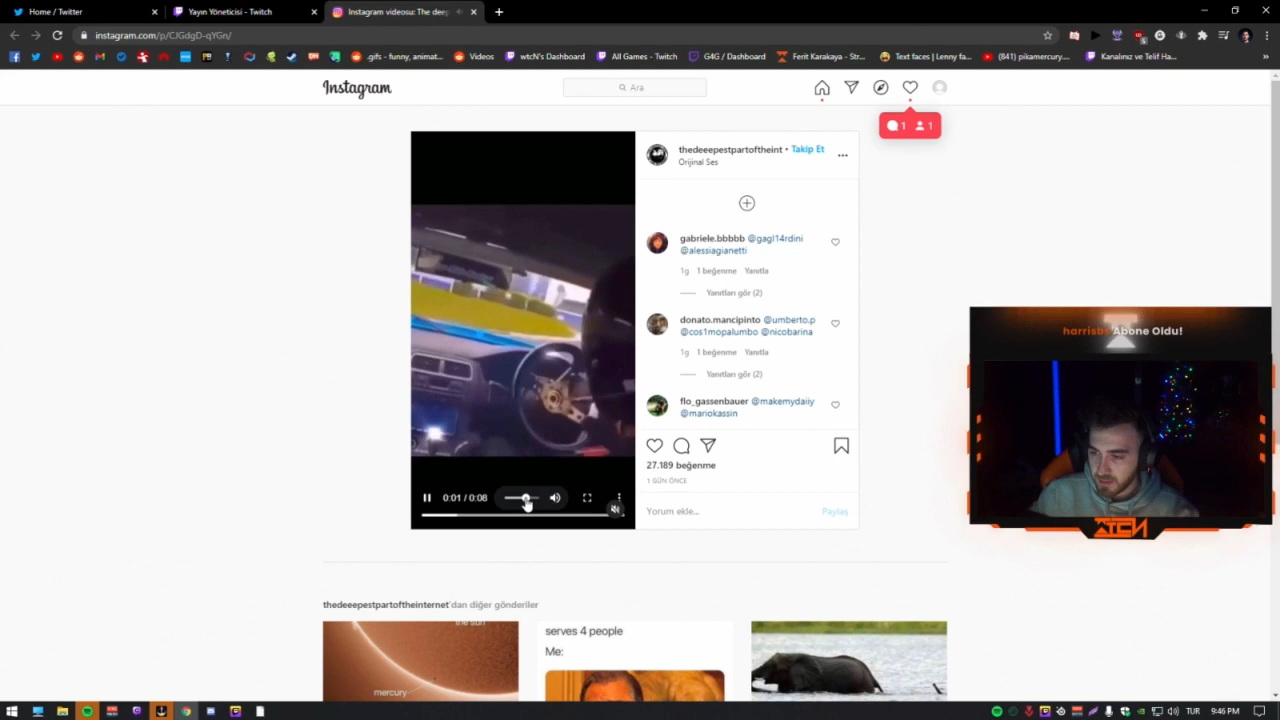 Home / Twitter
Yayın Yöneticisi - Twitch
Instagram videosu: The deep
instagram.com/p/CJGdgD-qYGn/
.gifs - funny, animat...
Videos
wtcN's Dashboard
All Games - Twitch
G4G / Dashboard
Ferit Karakaya - Str...
Text faces | Lenny fa...
(81) pikamercury.
Kanalınız ve Telif Ha...
Instagram
Ara
1 1
thedeeepestpartoftheint • Takip Et
Orijinal Ses
gabriele.bbbbb @gagl14rdini
@alessiagianetti
1g 1 beğenme Yanıtla
Yanıtları gör (2)
donato.mancipinto @umberto.p
@cos1mopalumbo @nicobarina
1g 1 beğenme Yanıtla
Yanıtları gör (2)
flo_gassenbauer @makemydaiiy
@mariokassin
27.189 beğenme
1 GÜN ÖNCE
Yorum ekle... Paylaş
0:01 / 0:08
harrisbs Abone Oldu!
thedeeepestpartoftheinternet'dan diğer gönderiler
the sun
mercury
serves 4 people
Me:
TUR
9:46 PM